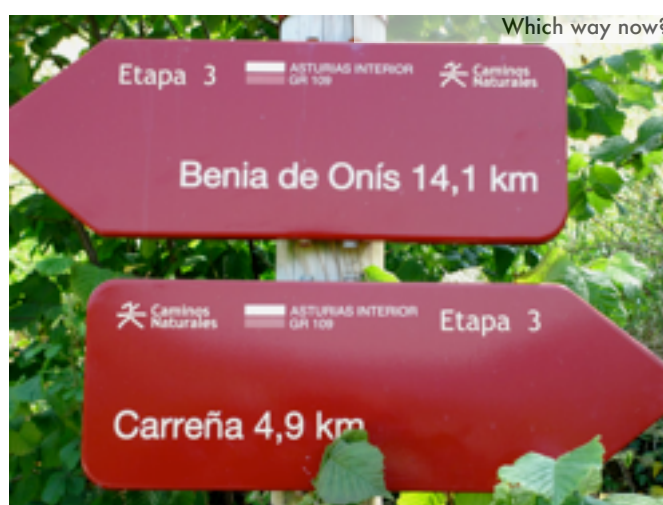 Which way now?
Etapa 3
ASTURIAS INTERIOR
GR 109
Caminos
Naturales
Benia de Onís 14,1 km
Caminos
Naturales
ASTURIAS INTERIOR
GR 109
Etapa 3
Carreña 4,9 km